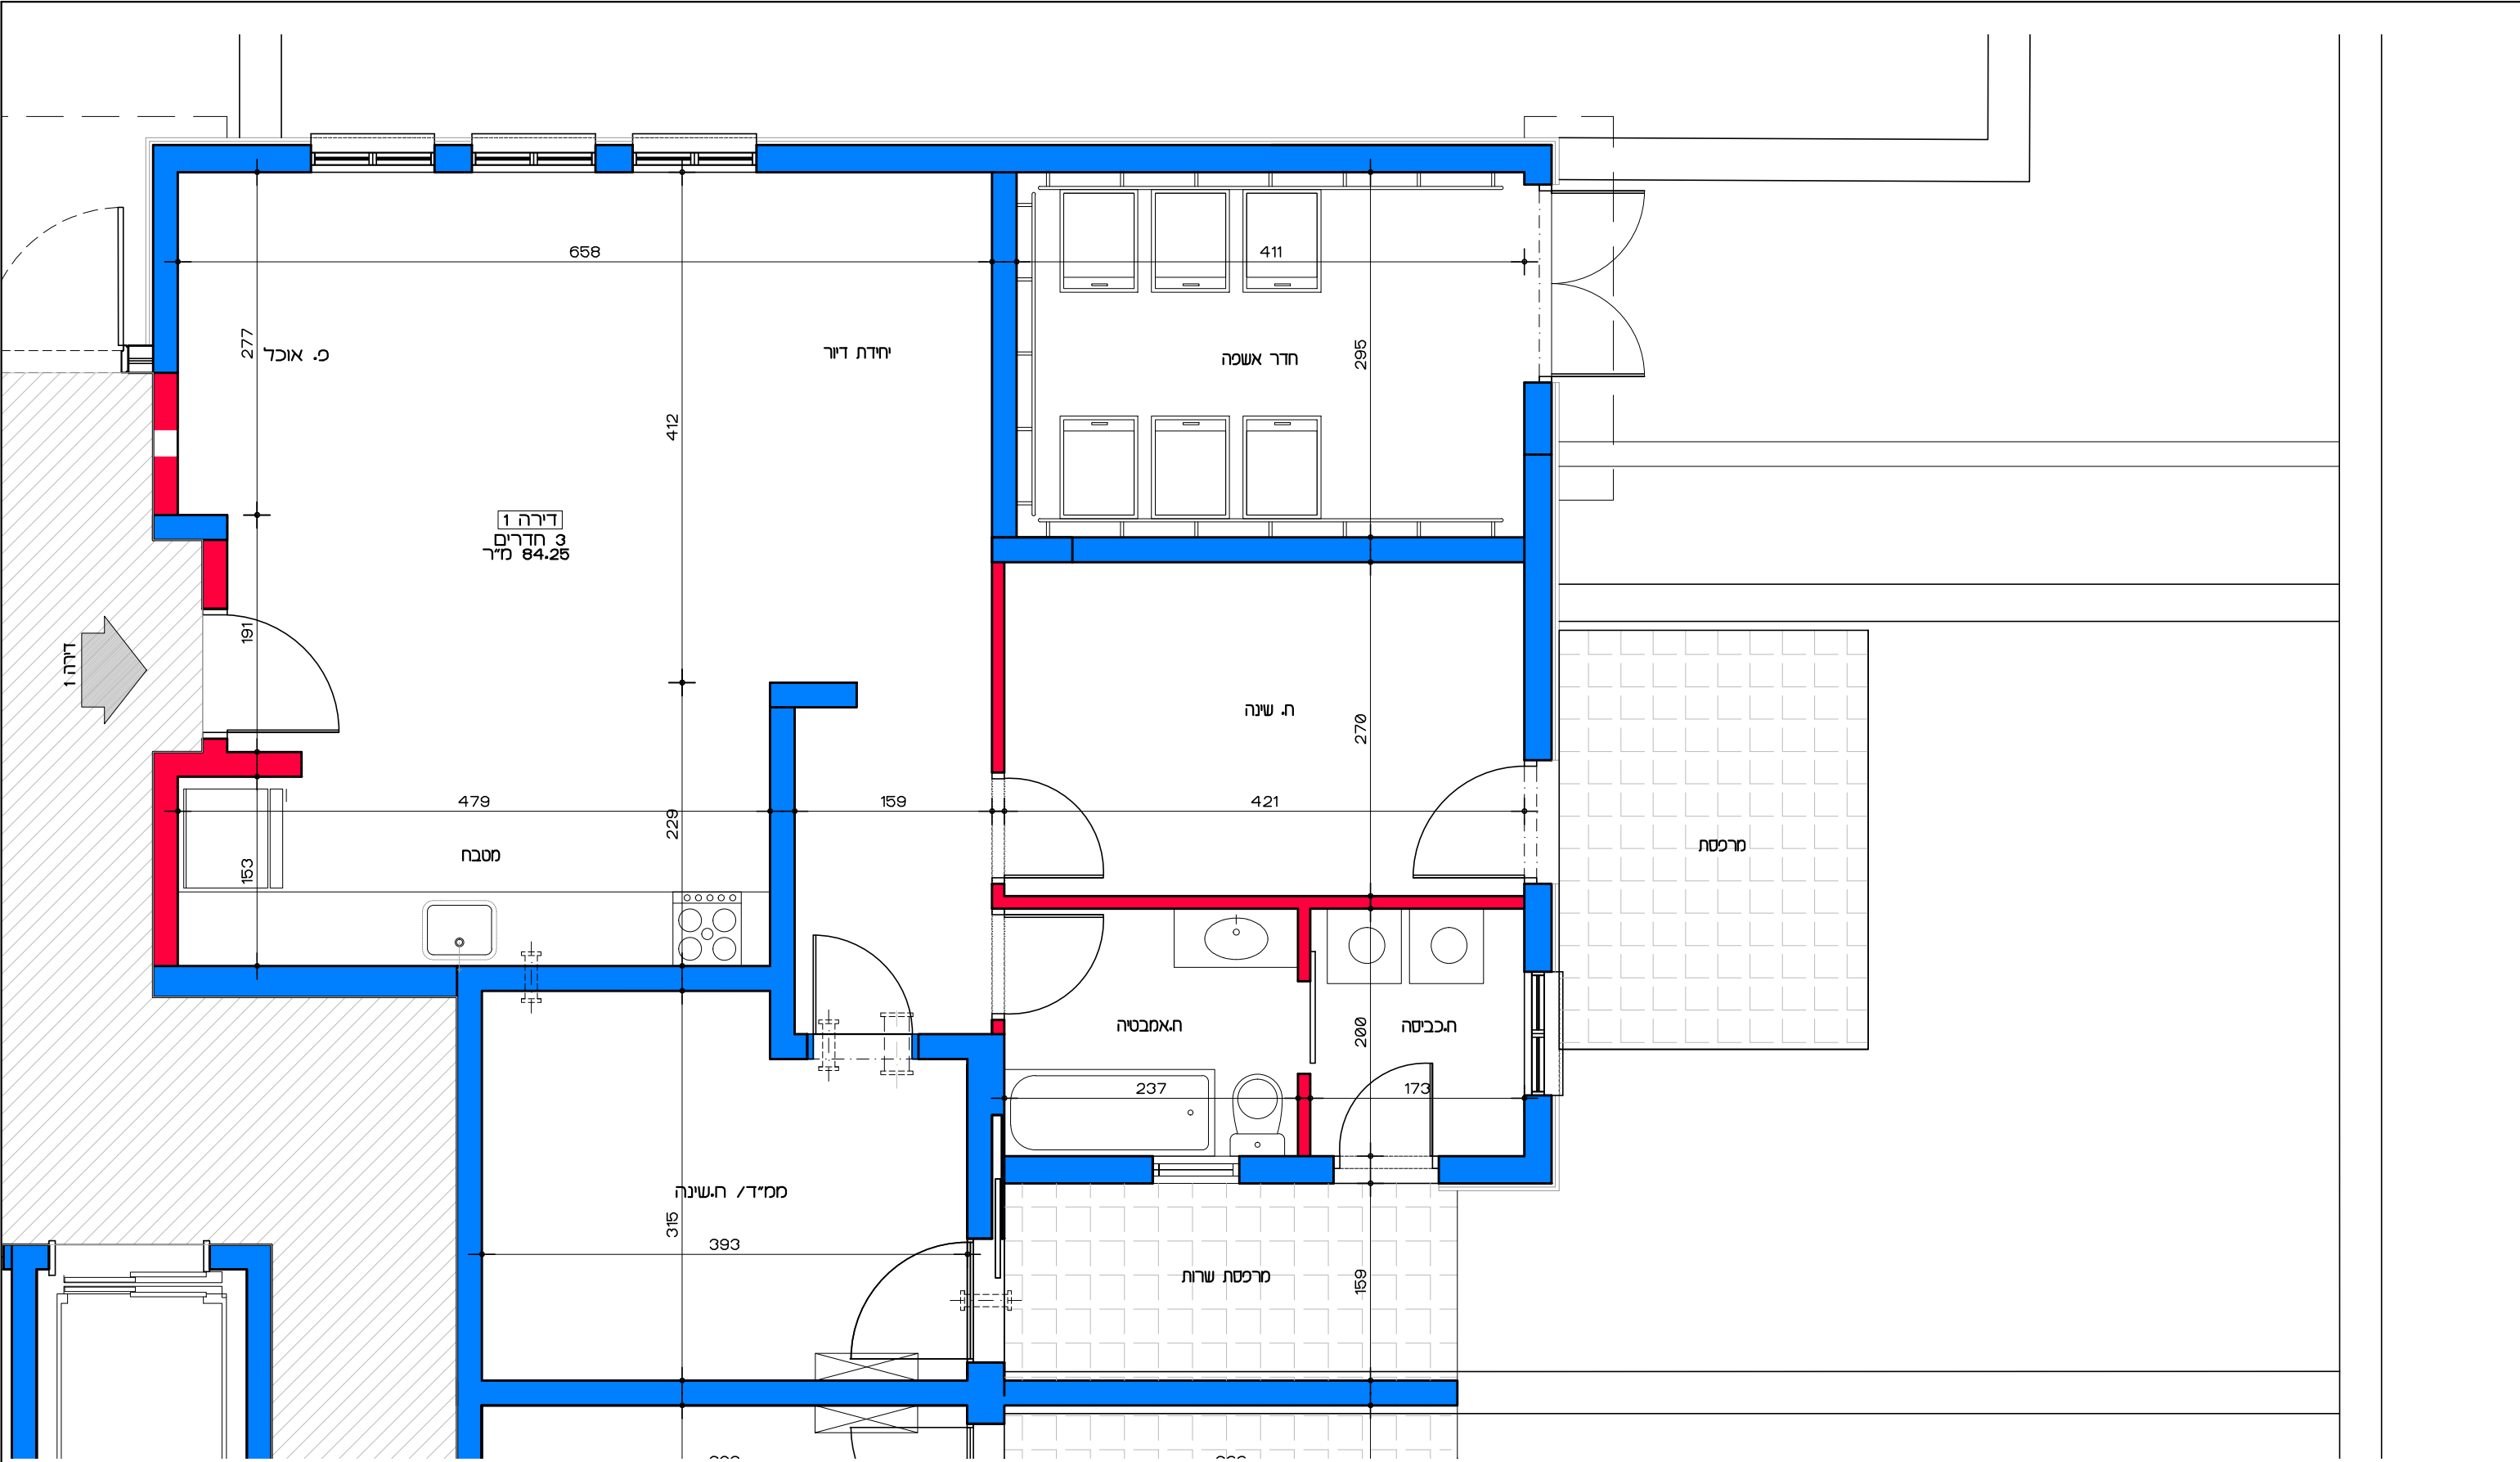 658
411
277
פ. אוכל
יחידת דיור
חדר אשפה
295
412
דירה 1
3 חדרים
84.25 מ״ר
191
דירה 1
ח. שינה
270
479
159
421
229
153
מטבח
מרפסת
ח.אמבטיה
ח.כביסה
200
237
173
ממ״ד/ ח.שינה
315
393
מרפסת שרות
159